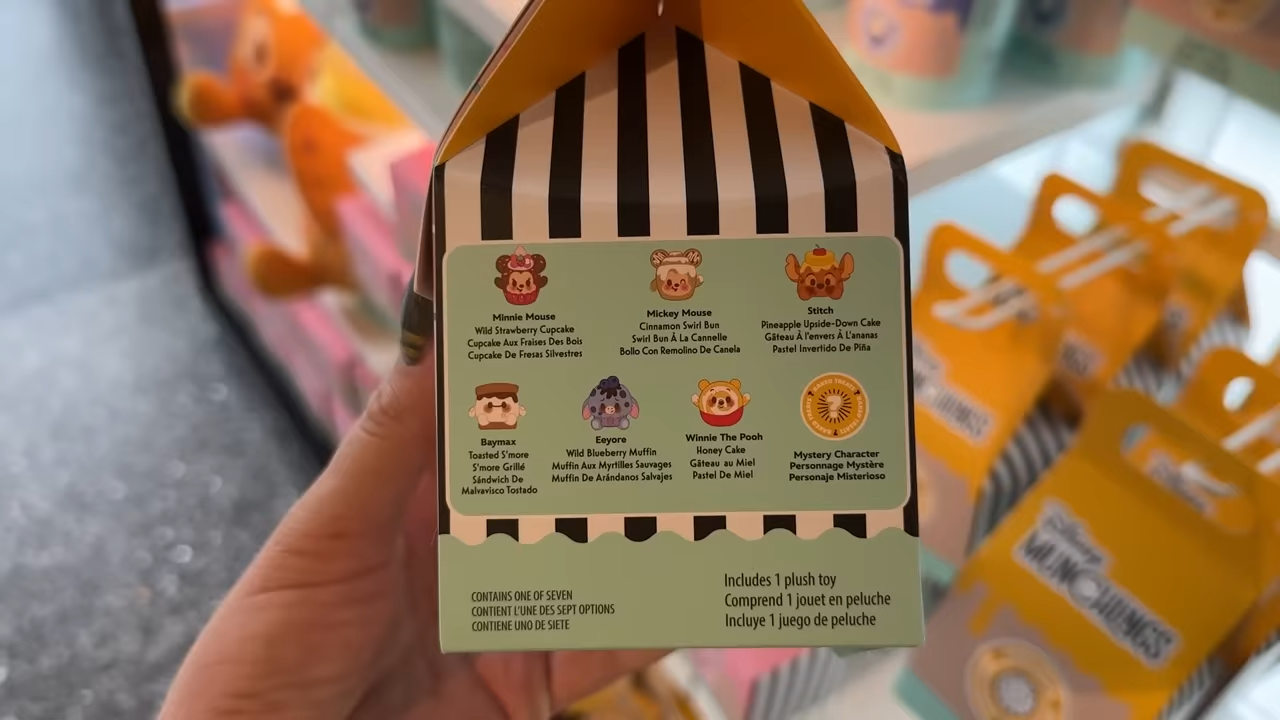 Minnie Mouse
Wild Strawberry Cupcake
Cupcake Aux Fraises Des Bois
Cupcake De Fresas Silvestres
Mickey Mouse
Cinnamon Swirl Bun
Swirl Bun À La Cannelle
Bollo Con Remolino De Canela
Stitch
Pineapple Upside-Down Cake
Gâteau À l'envers À L'ananas
Pastel Invertido De Piña
Baymax
Toasted S'more
S'more Grillé
Sándwich De
Malvavisco Tostado
Eeyore
Wild Blueberry Muffin
Muffin Aux Myrtilles Sauvages
Muffin De Arándanos Salvajes
Winnie The Pooh
Honey Cake
Gâteau au Miel
Pastel De Miel
BAKED TREATS
?
Mystery Character
Personnage Mystère
Personaje Misterioso
CONTAINS ONE OF SEVEN
CONTIENT L'UNE DES SEPT OPTIONS
CONTIENE UNO DE SIETE
Includes 1 plush toy
Comprend 1 jouet en peluche
Incluye 1 juego de peluche
Disney
MUNCHLINGS